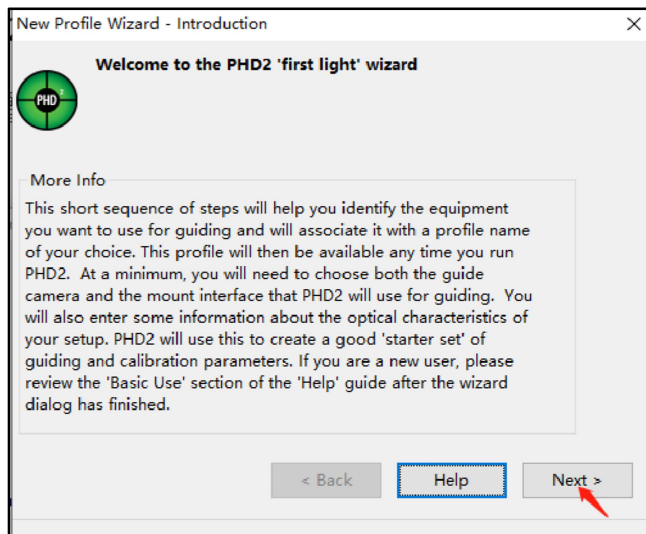 New Profile Wizard - Introduction
Welcome to the PHD2 'first light' wizard
PHD 2
More Info
This short sequence of steps will help you identify the equipment
you want to use for guiding and will associate it with a profile name
of your choice. This profile will then be available any time you run
PHD2.  At a minimum, you will need to choose both the guide
camera and the mount interface that PHD2 will use for guiding.  You
will also enter some information about the optical characteristics of
your setup. PHD2 will use this to create a good 'starter set' of
guiding and calibration parameters. If you are a new user, please
review the 'Basic Use' section of the 'Help' guide after the wizard
dialog has finished.
< Back
Help
Next >